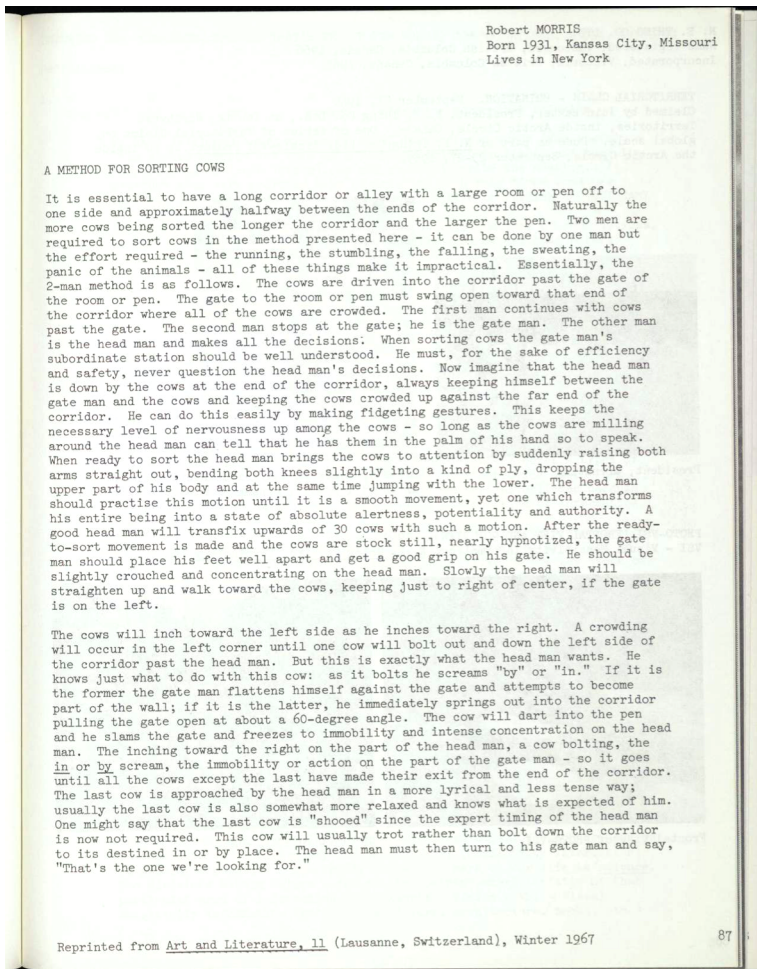 Robert MORRIS
Born 1931, Kansas City, Missouri
Lives in New York
A METHOD FOR SORTING COWS
It is essential to have a long corridor or alley with a large room or pen off to
one side and approximately halfway between the ends of the corridor. Naturally the
more cows being sorted the longer the corridor and the larger the pen. Two men are
required to sort cows in the method presented here - it can be done by one man but
the effort required - the running, the stumbling, the falling, the sweating, the
panic of the animals - all of these things make it impractical. Essentially, the
2-man method is as follows. The cows are driven into the corridor past the gate of
the room or pen. The gate to the room or pen must swing open toward that end of
the corridor where all of the cows are crowded. The first man continues with cows
past the gate. The second man stops at the gate; he is the gate man. The other man
is the head man and makes all the decisions. When sorting cows the gate man's
subordinate station should be well understood. He must, for the sake of efficiency
and safety, never question the head man's decisions. Now imagine that the head man
is down by the cows at the end of the corridor, always keeping himself between the
gate man and the cows and keeping the cows crowded up against the far end of the
corridor. He can do this easily by making fidgeting gestures. This keeps the
necessary level of nervousness up among the cows - so long as the cows are milling
around the head man can tell that he has them in the palm of his hand so to speak.
When ready to sort the head man brings the cows to attention by suddenly raising both
arms straight out, bending both knees slightly into a kind of ply, dropping the
upper part of his body and at the same time jumping with the lower. The head man
should practise this motion until it is a smooth movement, yet one which transforms
his entire being into a state of absolute alertness, potentiality and authority. A
good head man will transfix upwards of 30 cows with such a motion. After the ready-
to-sort movement is made and the cows are stock still, nearly hypnotized, the gate
man should place his feet well apart and get a good grip on his gate. He should be
slightly crouched and concentrating on the head man. Slowly the head man will
straighten up and walk toward the cows, keeping just to right of center, if the gate
is on the left.
The cows will inch toward the left side as he inches toward the right. A crowding
will occur in the left corner until one cow will bolt out and down the left side of
the corridor past the head man. But this is exactly what the head man wants. He
knows just what to do with this cow: as it bolts he screams "by" or "in." If it is
the former the gate man flattens himself against the gate and attempts to become
part of the wall; if it is the latter, he immediately springs out into the corridor
pulling the gate open at about a 60-degree angle. The cow will dart into the pen
and he slams the gate and freezes to immobility and intense concentration on the head
man. The inching toward the right on the part of the head man, a cow bolting, the
in or by scream, the immobility or action on the part of the gate man - so it goes
until all the cows except the last have made their exit from the end of the corridor.
The last cow is approached by the head man in a more lyrical and less tense way;
usually the last cow is also somewhat more relaxed and knows what is expected of him.
One might say that the last cow is "shooed" since the expert timing of the head man
is now not required. This cow will usually trot rather than bolt down the corridor
to its destined in or by place. The head man must then turn to his gate man and say,
"That's the one we're looking for."
Reprinted from Art and Literature, 11 (Lausanne, Switzerland), Winter 1967
87